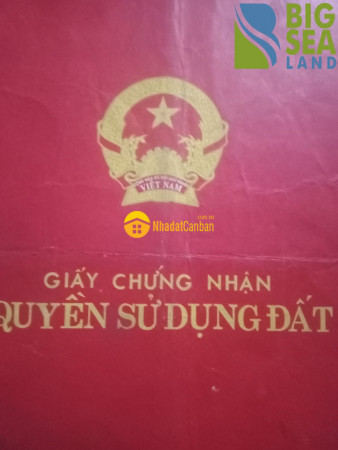 BIG
SEA
LAND
VIỆT NAM
NhadatCanban
GIẤY CHỨNG NHẬN
QUYỀN SỬ DỤNG ĐẤT